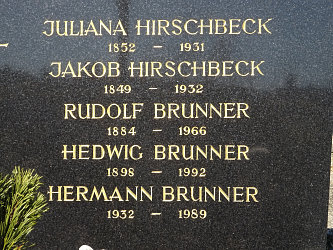 JULIANA HIRSCHBECK
1852 – 1931
JAKOB HIRSCHBECK
1849 – 1932
RUDOLF BRUNNER
1884 – 1966
HEDWIG BRUNNER
1898 – 1992
HERMANN BRUNNER
1932 – 1989